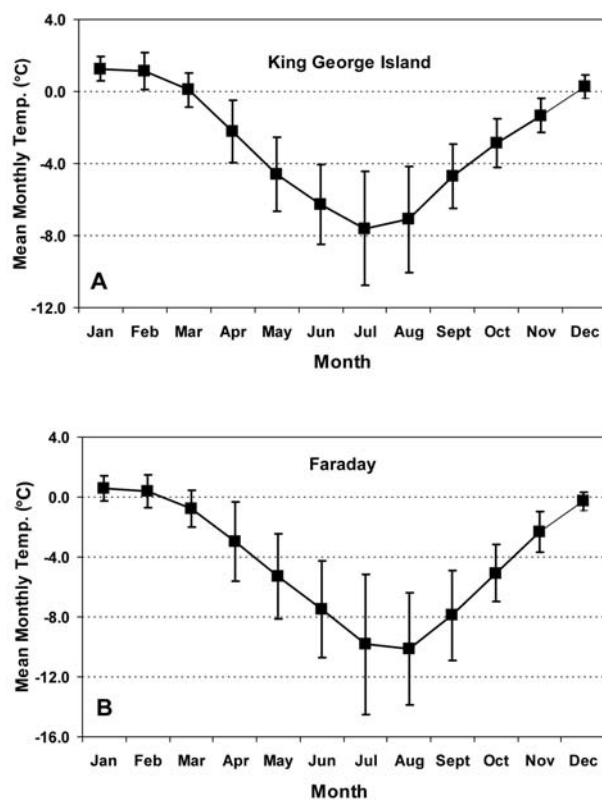 4.0
King George Island
0.0
-4.0
-8.0
A
-12.0
Mean Monthly Temp. (°C)
Jan Feb Mar Apr May Jun Jul Aug Sept Oct Nov Dec
Month
4.0
Faraday
0.0
-4.0
-8.0
-12.0
B
-16.0
Mean Monthly Temp. (°C)
Jan Feb Mar Apr May Jun Jul Aug Sept Oct Nov Dec
Month